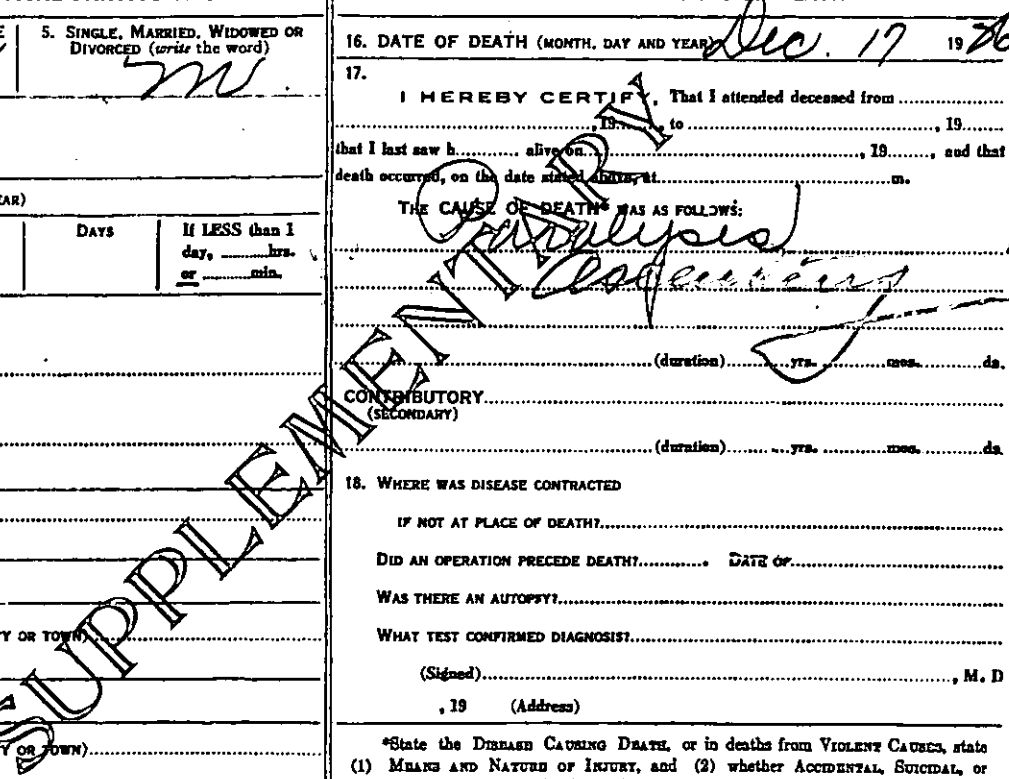 5. SINGLE, MARRIED, WIDOWED OR
DIVORCED (write the word)
m
AR)
DAYS
If LESS than 1
day, ..........hrs.
or ..........min.
Y OR TOWN)
Y OR TOWN)
SUPPLEMENTARY
16. DATE OF DEATH (MONTH, DAY AND YEAR) Dec. 17 19
17.
I HEREBY CERTIFY, That I attended deceased from
, 19......, to ............, 19......
that I last saw h.......... alive on............, 19......, and that
death occurred, on the date stated above, at............m.
THE CAUSE OF DEATH* WAS AS FOLLOWS:
Paralysis
(duration)..........yrs..........mos..........ds.
CONTRIBUTORY
(SECONDARY)
(duration)..........yrs..........mos..........ds.
18. WHERE WAS DISEASE CONTRACTED
IF NOT AT PLACE OF DEATH?
DID AN OPERATION PRECEDE DEATH?.......... DATE OF
WAS THERE AN AUTOPSY?
WHAT TEST CONFIRMED DIAGNOSIS?
(Signed)............, M. D
, 19 (Address)
*State the DISEASE CAUSING DEATH, or in deaths from VIOLENT CAUSES, state
(1) MEANS AND NATURE OF INJURY, and (2) whether ACCIDENTAL, SUICIDAL, or